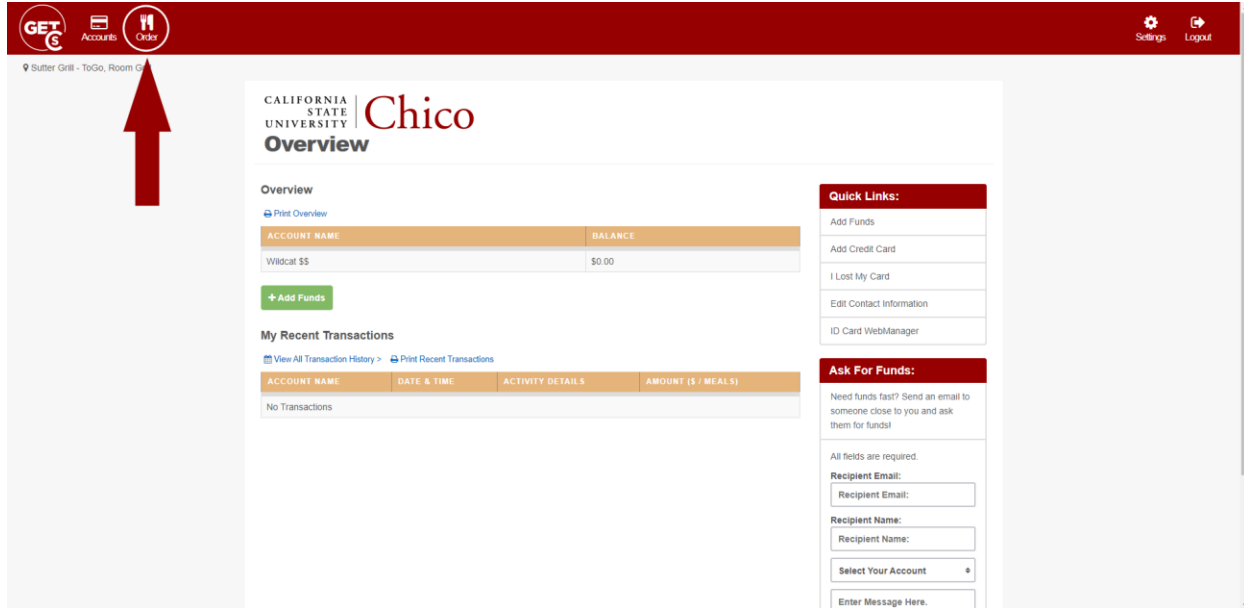 GET
Accounts
Order
Settings
Logout
Sutter Grill - ToGo, Room G
CALIFORNIA
STATE
UNIVERSITY
Chico
Overview
Overview
Print Overview
ACCOUNT NAME BALANCE
Wildcat $$ $0.00
+ Add Funds
My Recent Transactions
View All Transaction History > Print Recent Transactions
ACCOUNT NAME DATE & TIME ACTIVITY DETAILS AMOUNT ($ / MEALS)
No Transactions
Quick Links:
Add Funds
Add Credit Card
I Lost My Card
Edit Contact Information
ID Card WebManager
Ask For Funds:
Need funds fast? Send an email to
someone close to you and ask
them for funds!
All fields are required.
Recipient Email:
Recipient Email:
Recipient Name:
Recipient Name:
Select Your Account
Enter Message Here.